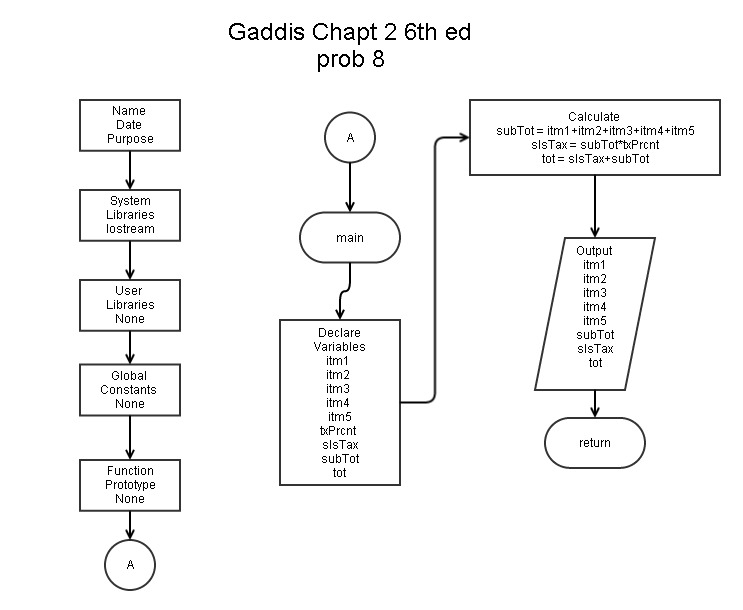 Gaddis Chapt 2 6th ed
prob 8
Name
Date
Purpose
System
Libraries
Iostream
User
Libraries
None
Global
Constants
None
Function
Prototype
None
A
A
main
Declare
Variables
itm1
itm2
itm3
itm4
itm5
txPrcnt
slsTax
subTot
tot
Calculate
subTot = itm1+itm2+itm3+itm4+itm5
slsTax = subTot*txPrcnt
tot = slsTax+subTot
Output
itm1
itm2
itm3
itm4
itm5
subTot
slsTax
tot
return